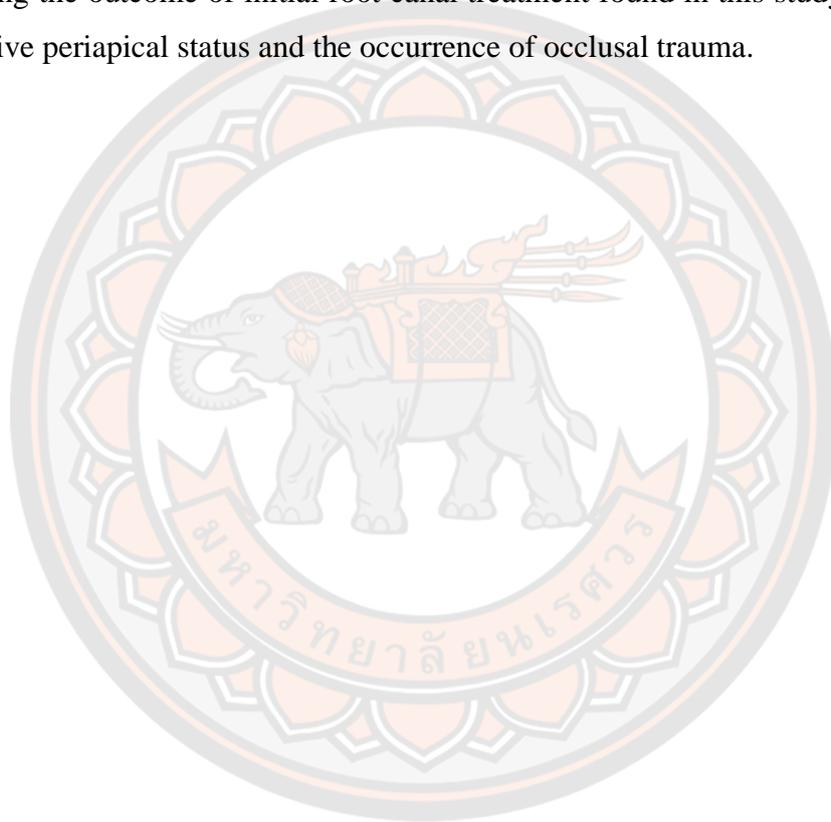 ng the outcome of initial root canal treatment found in this study
ive periapical status and the occurrence of occlusal trauma.
มหาวิทยาลัยนเรศวร